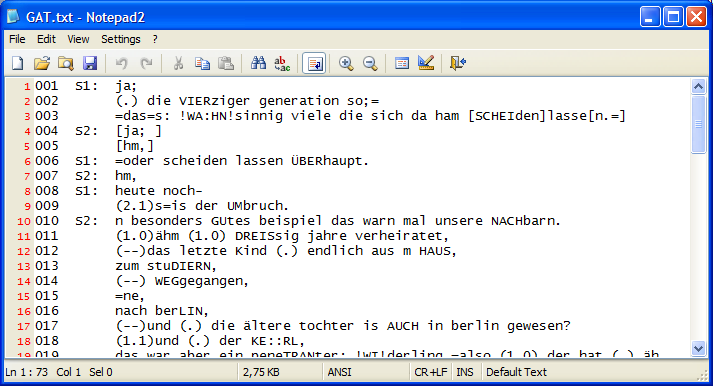 GAT.txt - Notepad2
File Edit View Settings ?
1 001 S1: ja;
2 002 (.) die VIERziger generation so;=
3 003 =das=s: !WA:HN!sinnig viele die sich da ham [SCHEIden]lasse[n.=]
4 004 S2: [ja; ]
5 005 [hm,]
6 006 S1: =oder scheiden lassen ÜBERhaupt.
7 007 S2: hm,
8 008 S1: heute noch-
9 009 (2.1)s=is der UMbruch.
10 010 S2: n besonders GUtes beispiel das warn mal unsere NACHbarn.
11 011 (1.0)ähm (1.0) DREISsig jahre verheiratet,
12 012 (--)das letzte Kind (.) endlich aus m HAUS,
13 013 zum stuDIERN,
14 014 (--) WEGgegangen,
15 015 =ne,
16 016 nach berLIN,
17 017 (--)und (.) die ältere tochter is AUCH in berlin gewesen?
18 018 (1.1)und (.) der KE::RL,
19 019 das war aber ein peneTRANter: !WI!derling =also (1.0) der hat (.) äh
Ln 1 : 73 Col 1 Sel 0 2,75 KB ANSI CR+LF INS Default Text